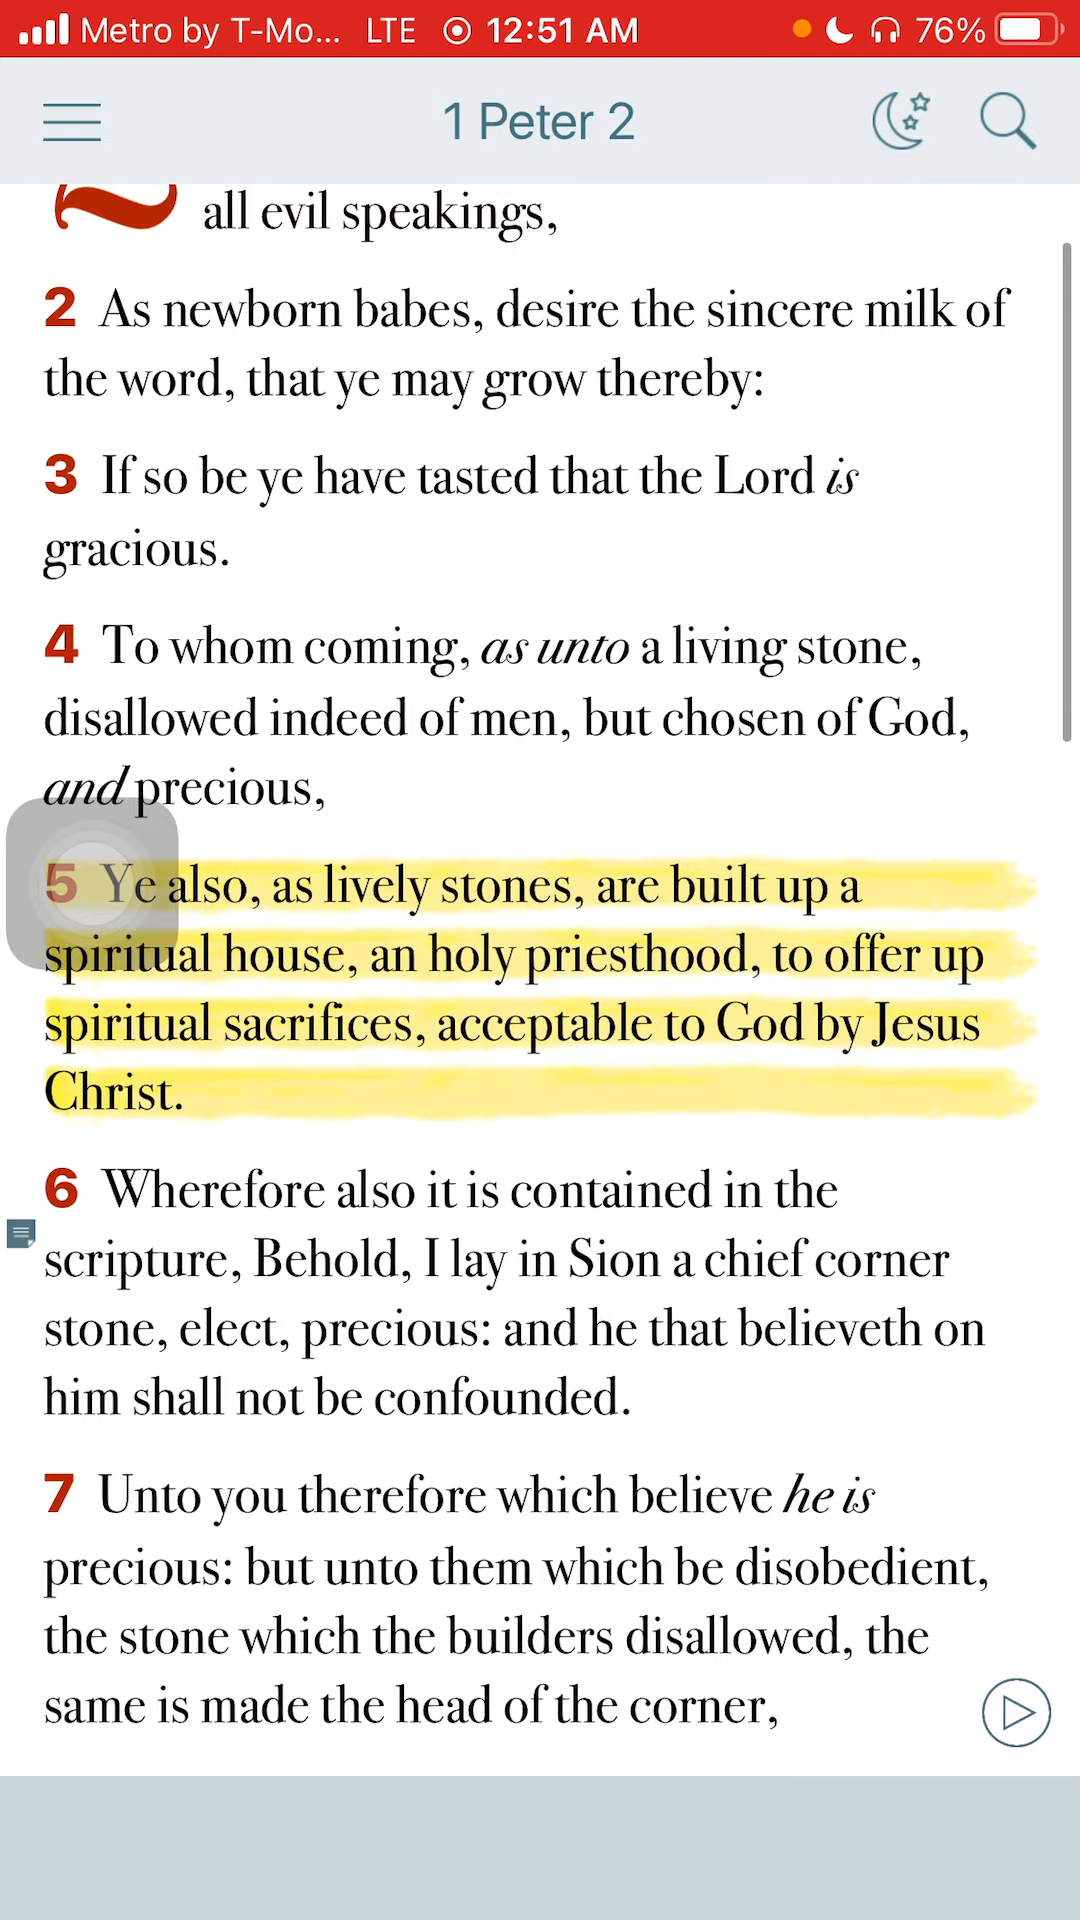 Metro by T-Mo... LTE 12:51 AM 76%
1 Peter 2
all evil speakings,
2 As newborn babes, desire the sincere milk of
the word, that ye may grow thereby:
3 If so be ye have tasted that the Lord is
gracious.
4 To whom coming, as unto a living stone,
disallowed indeed of men, but chosen of God,
and precious,
5 Ye also, as lively stones, are built up a
spiritual house, an holy priesthood, to offer up
spiritual sacrifices, acceptable to God by Jesus
Christ.
6 Wherefore also it is contained in the
scripture, Behold, I lay in Sion a chief corner
stone, elect, precious: and he that believeth on
him shall not be confounded.
7 Unto you therefore which believe he is
precious: but unto them which be disobedient,
the stone which the builders disallowed, the
same is made the head of the corner,